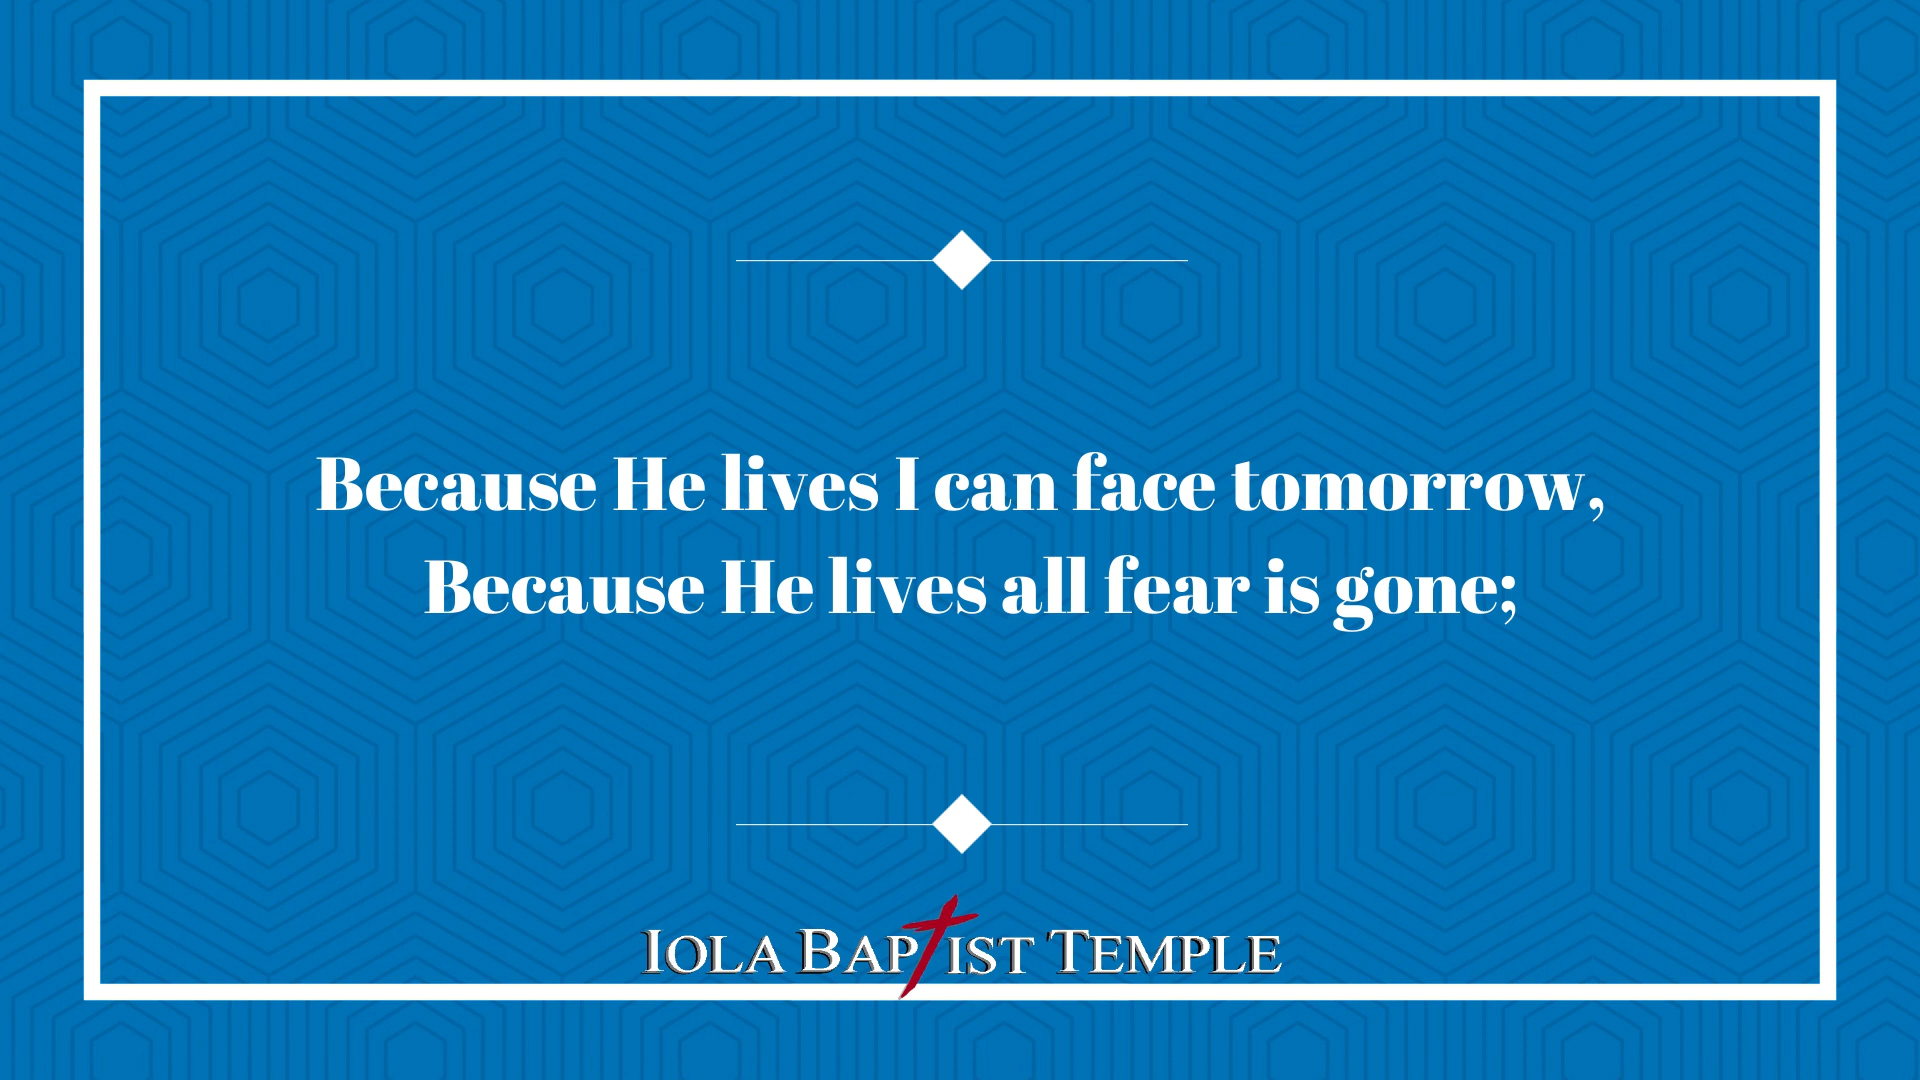 Because He lives I can face tomorrow,
Because He lives all fear is gone;
IOLA BAPTIST TEMPLE